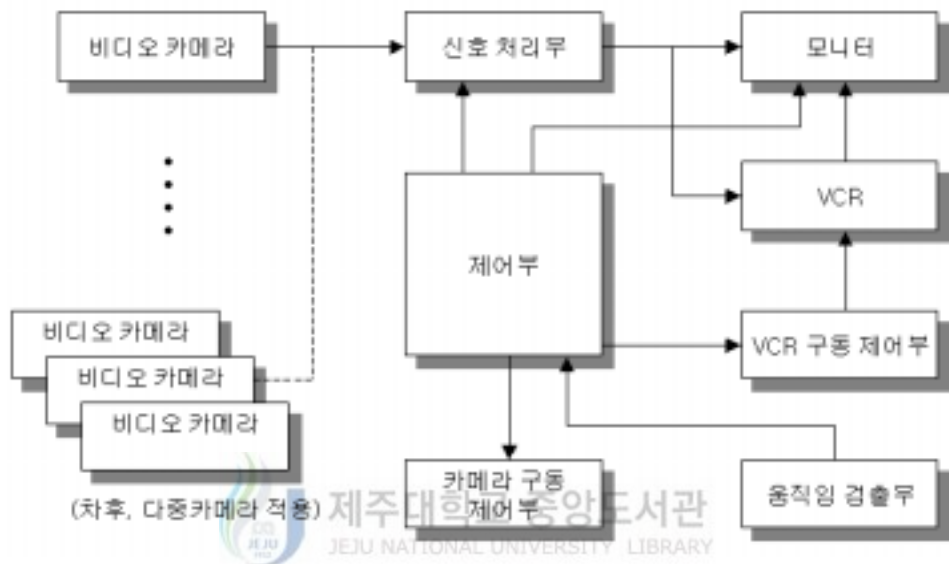 비디오 카메라
신호 처리부
모니터
VCR
제어부
비디오 카메라
비디오 카메라
비디오 카메라
(차후, 다중카메라 적용)
VCR 구동 제어부
카메라 구동
제어부
움직임 검출부
제주대학교 중앙도서관
JEJU NATIONAL UNIVERSITY LIBRARY
JEJU